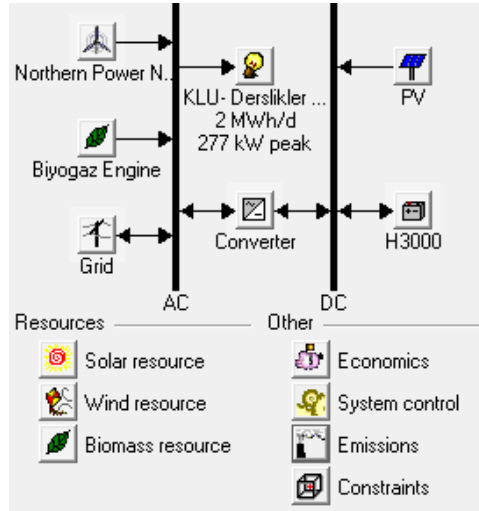 Northern Power N..
KLU- Derslikler ...
2 MWh/d
277 kW peak
PV
Biyogaz Engine
Converter
H3000
Grid
AC
DC
Resources
Other
Solar resource
Economics
Wind resource
System control
Biomass resource
Emissions
Constraints